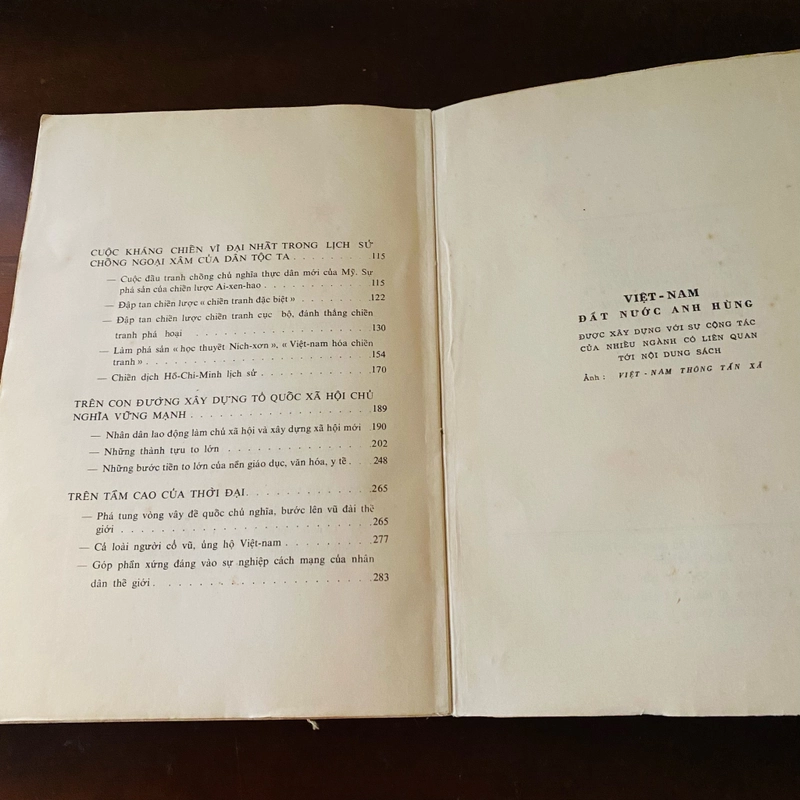 CUỘC KHÁNG CHIẾN VĨ ĐẠI NHẤT TRONG LỊCH SỬ
CHỐNG NGOẠI XÂM CỦA DÂN TỘC TA . . . . . . . 115
— Cuộc đấu tranh chống chủ nghĩa thực dân mới của Mỹ. Sự
phá sản của chiến lược Ai-xen-hao . . . . . . . 115
— Đập tan chiến lược « chiến tranh đặc biệt » . . . . . 122
— Đập tan chiến lược chiến tranh cục bộ, đánh thắng chiến
tranh phá hoại . . . . . . . . . . . . 130
— Làm phá sản « học thuyết Ních-xơn », « Việt-nam hóa chiến
tranh » . . . . . . . . . . . . . . 154
— Chiến dịch Hồ-Chí-Minh lịch sử . . . . . . . . 170
TRÊN CON ĐƯỜNG XÂY DỰNG TỔ QUỐC XÃ HỘI CHỦ
NGHĨA VỮNG MẠNH . . . . . . . . . . . . 189
— Nhân dân lao động làm chủ xã hội và xây dựng xã hội mới 190
— Những thành tựu to lớn . . . . . . . . . . 202
— Những bước tiến to lớn của nền giáo dục, văn hóa, y tế . 248
TRÊN TẦM CAO CỦA THỜI ĐẠI . . . . . . . . . 265
— Phá tung vòng vây đế quốc chủ nghĩa, bước lên vũ đài thế
giới . . . . . . . . . . . . . . . . 265
— Cả loài người cổ vũ, ủng hộ Việt-nam . . . . . . 277
— Góp phần xứng đáng vào sự nghiệp cách mạng của nhân
dân thế giới . . . . . . . . . . . . . . 283
VIỆT-NAM
ĐẤT NƯỚC ANH HÙNG
ĐƯỢC XÂY DỰNG VỚI SỰ CỘNG TÁC
CỦA NHIỀU NGÀNH CÓ LIÊN QUAN
TỚI NỘI DUNG SÁCH
Ảnh : VIỆT-NAM THÔNG TẤN XÃ